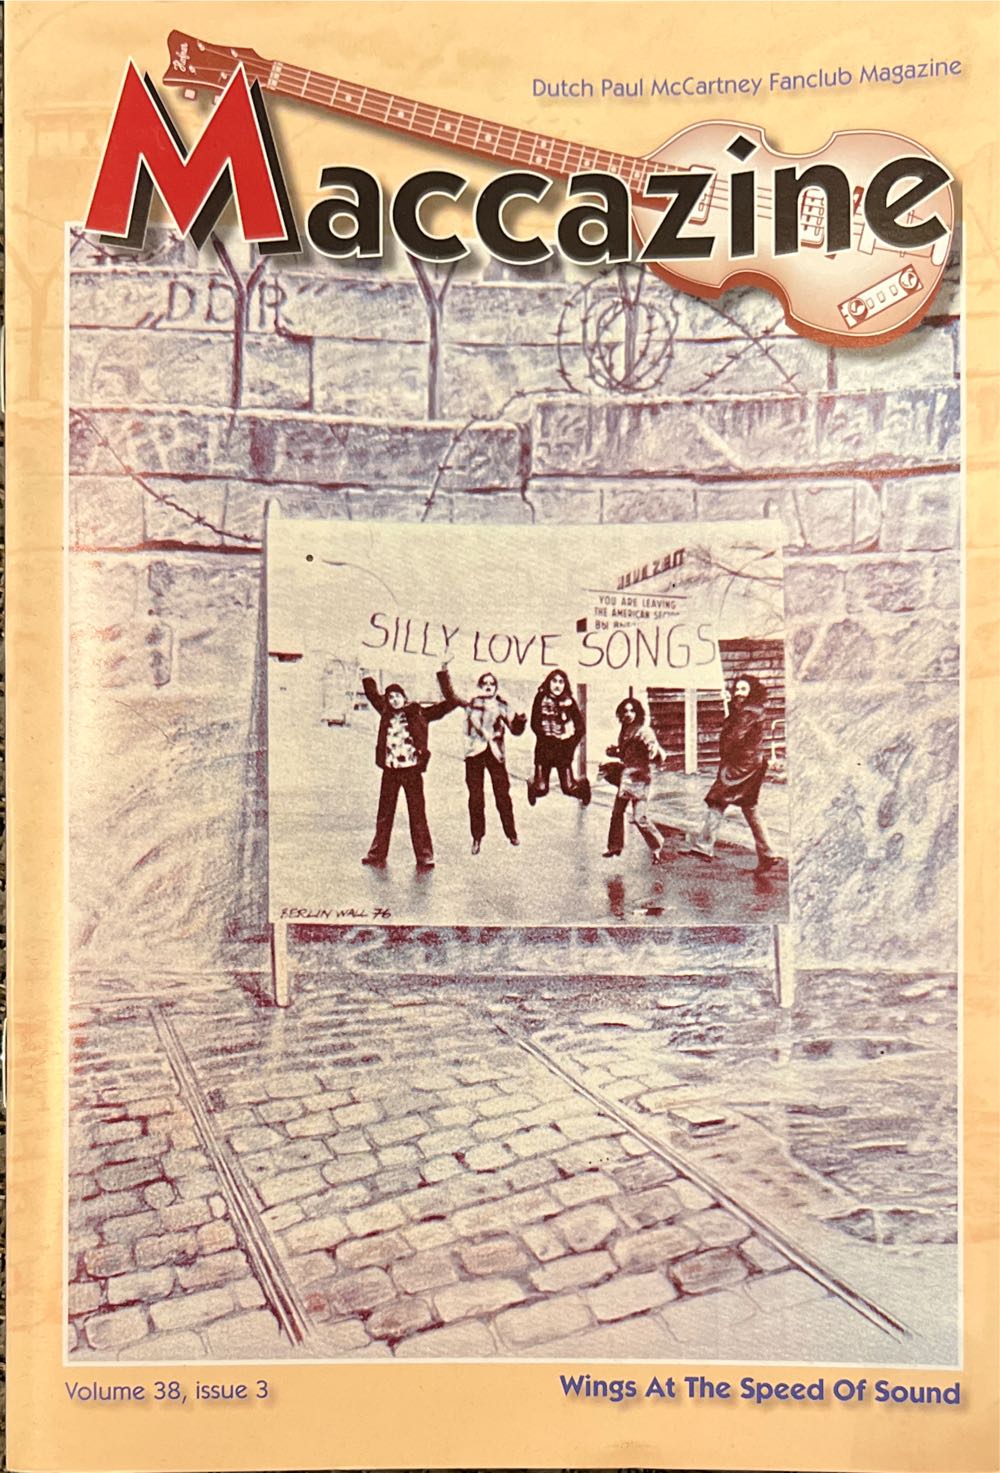 Dutch Paul McCartney Fanclub Magazine
Maccazine
DDR
YOU ARE LEAVING
THE AMERICAN
SILLY LOVE SONGS
BERLIN WALL 76
Volume 38, issue 3
Wings At The Speed Of Sound